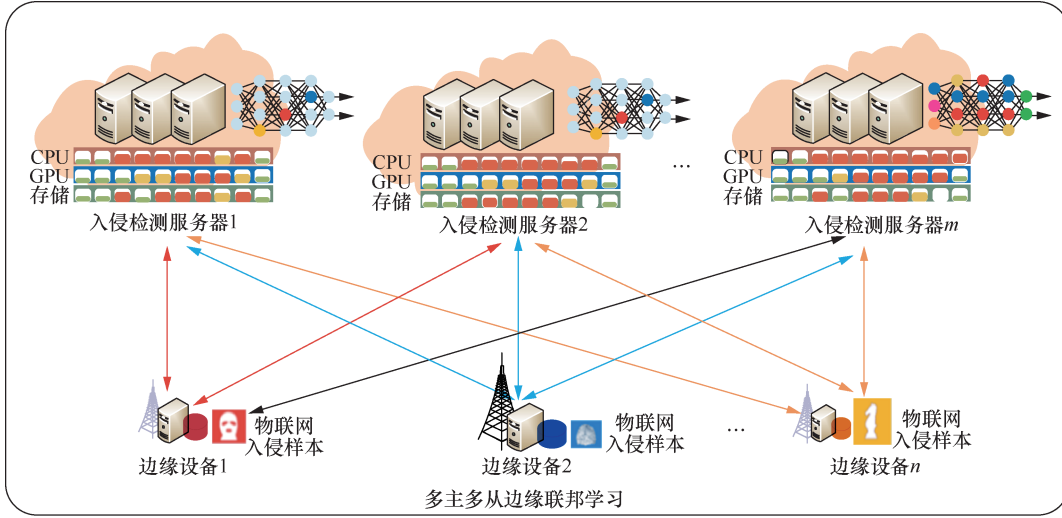 CPU
GPU
存储
入侵检测服务器1
CPU
GPU
存储
入侵检测服务器2
...
CPU
GPU
存储
入侵检测服务器m
物联网
入侵样本
边缘设备1
物联网
入侵样本
边缘设备2
...
物联网
入侵样本
边缘设备n
多主多从边缘联邦学习